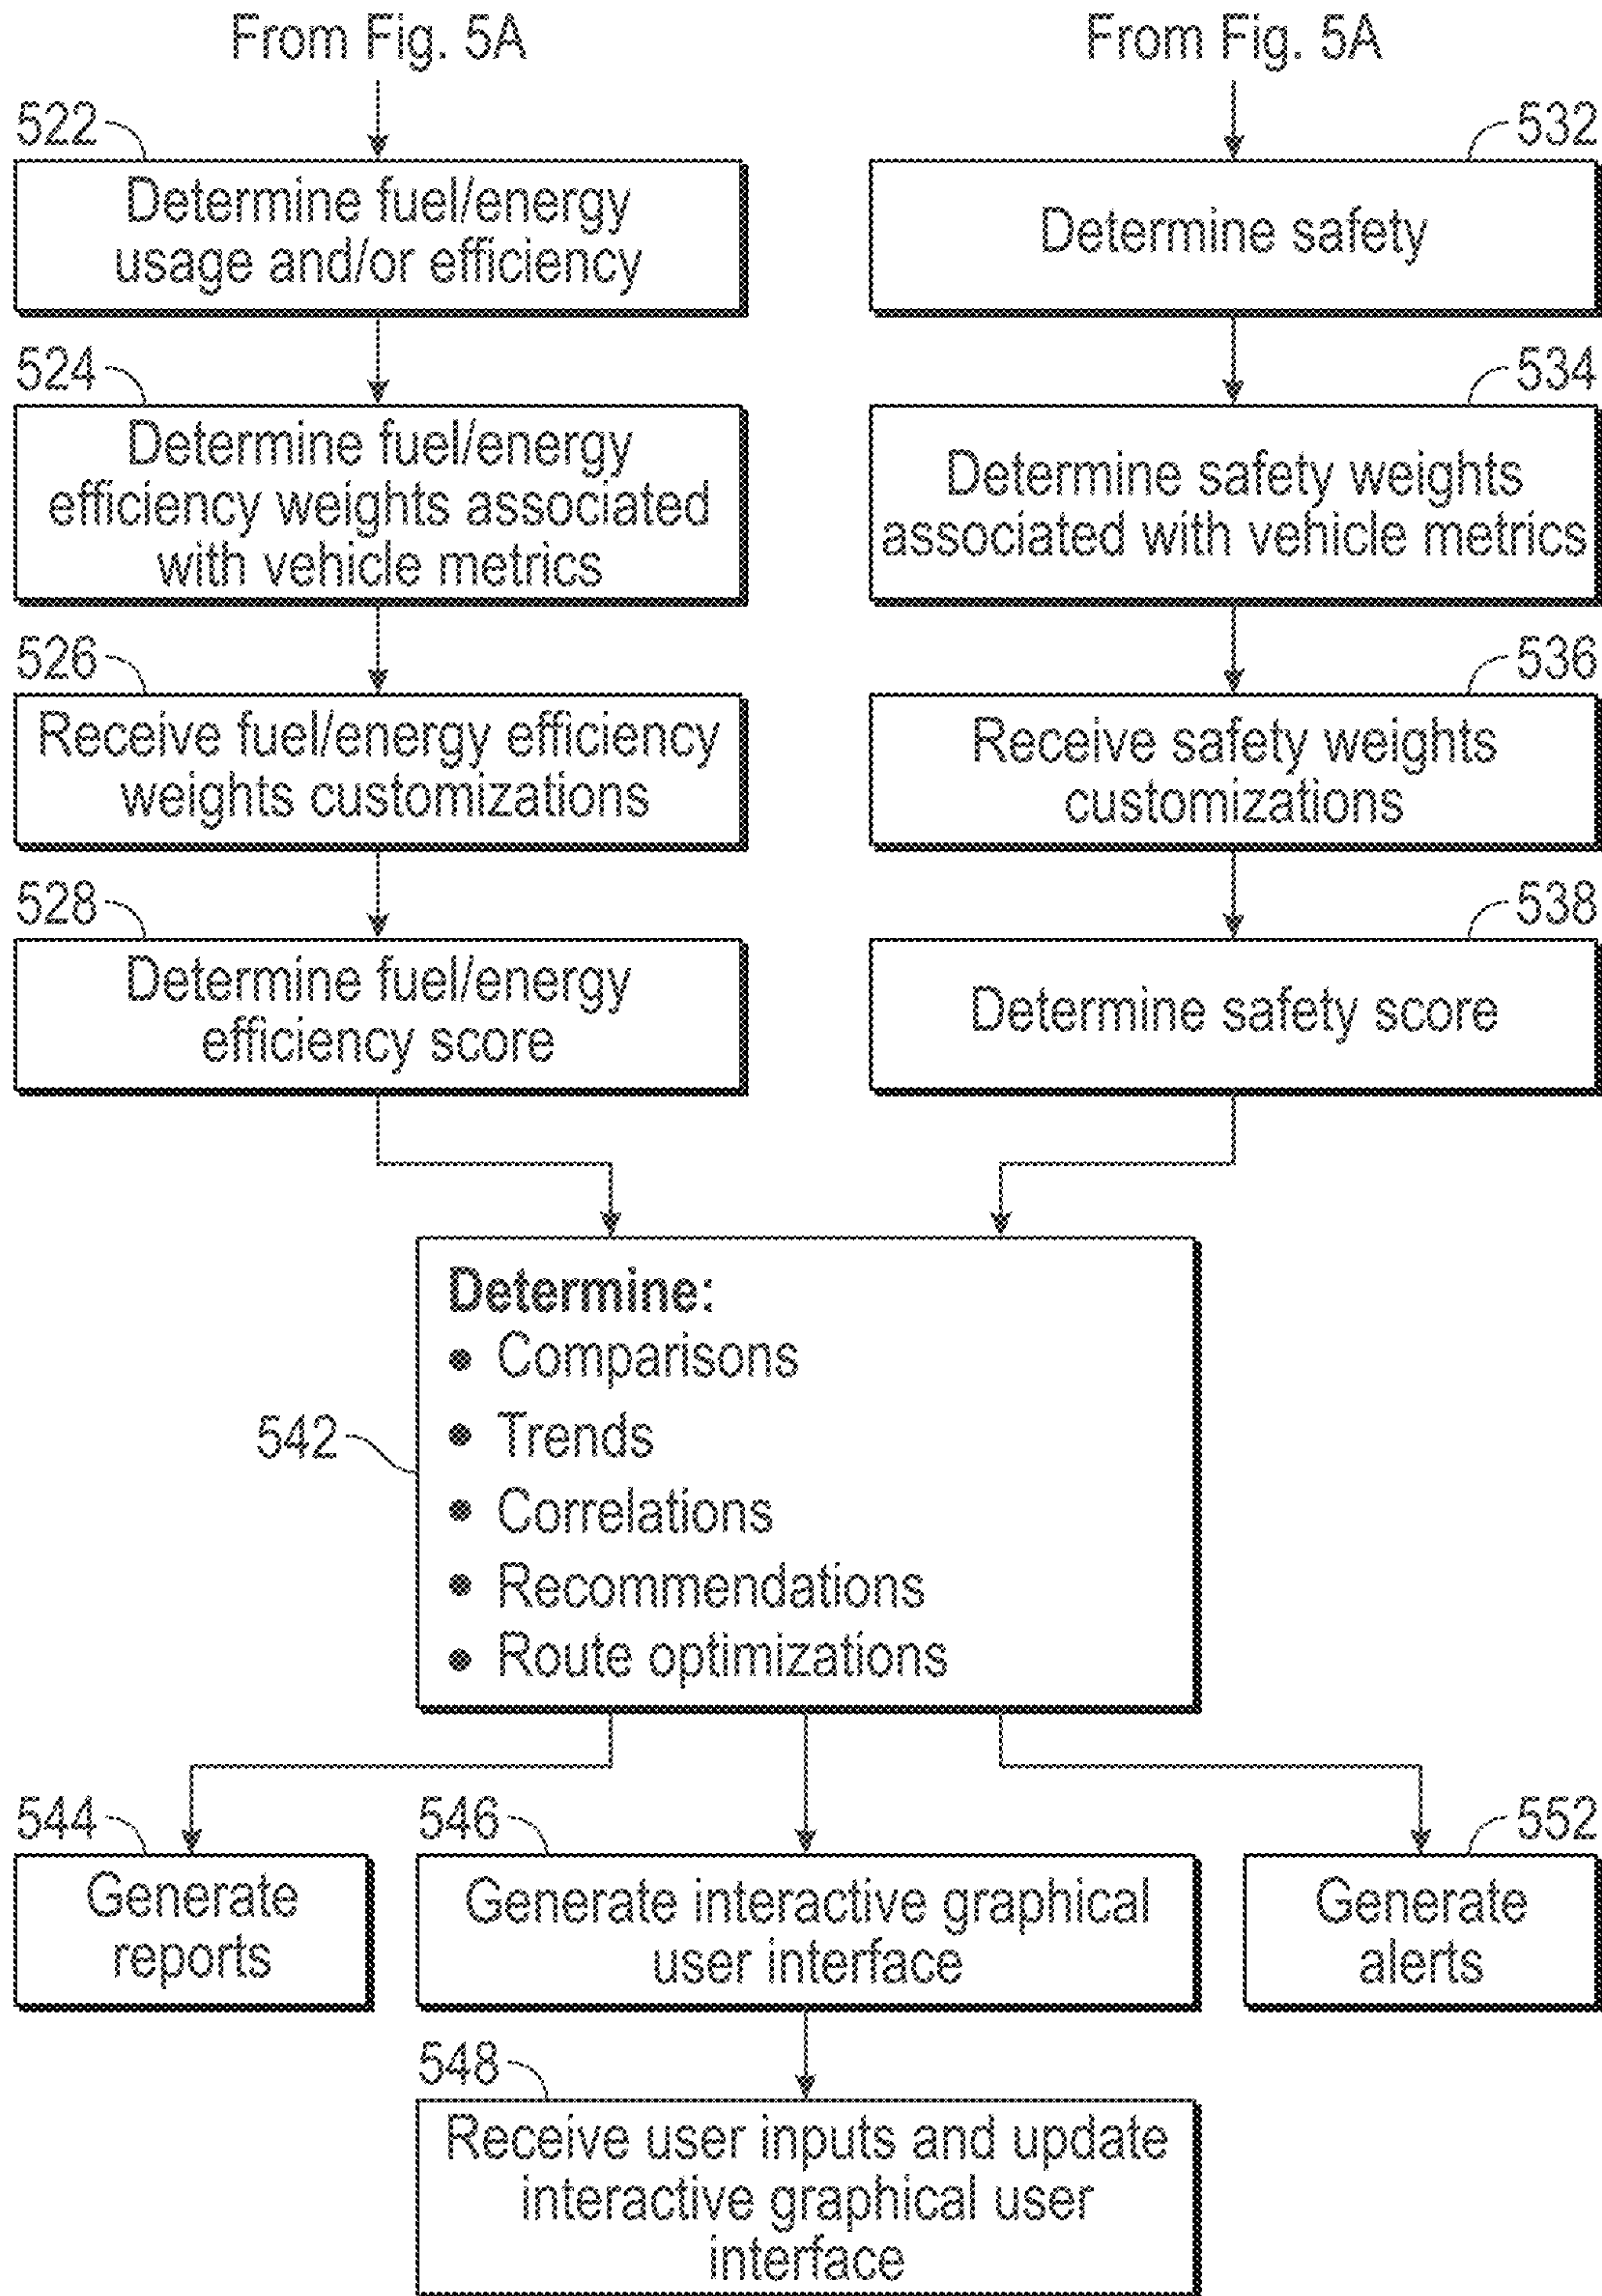 From Fig. 5A
522
Determine fuel/energy
usage and/or efficiency
524
Determine fuel/energy
efficiency weights associated
with vehicle metrics
526
Receive fuel/energy efficiency
weights customizations
528
Determine fuel/energy
efficiency score
From Fig. 5A
532
Determine safety
534
Determine safety weights
associated with vehicle metrics
536
Receive safety weights
customizations
538
Determine safety score
542
Determine:
• Comparisons
• Trends
• Correlations
• Recommendations
• Route optimizations
544
Generate
reports
546
Generate interactive graphical
user interface
552
Generate
alerts
548
Receive user inputs and update
interactive graphical user
interface